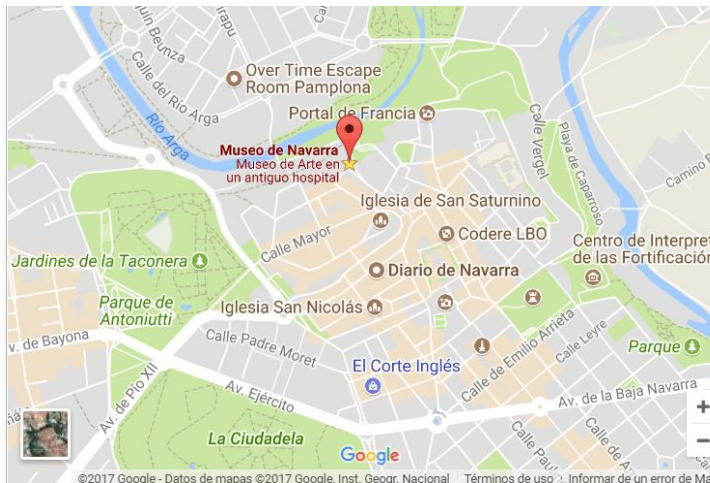 Calle del Río Arga
Over Time Escape
Room Pamplona
Río Arga
Portal de Francia
Museo de Navarra
Museo de Arte en
un antiguo hospital
Calle Vergel
Playa de Caparroso
Camino
Iglesia de San Saturnino
Codere LBO
Calle Mayor
Centro de Interpret
de las Fortificación
Jardines de la Taconera
Diario de Navarra
Parque de
Antoniutti
Iglesia San Nicolás
v. de Bayona
Calle Padre Moret
Calle de Emilio Arrieta
Calle Leyre
Parque
El Corte Inglés
Av. de Pío XII
Av. Ejército
Av. de la Baja Navarra
La Ciudadela
Google
+
−
©2017 Google - Datos de mapas ©2017 Google, Inst. Geogr. Nacional Términos de uso Informar de un error de Ma